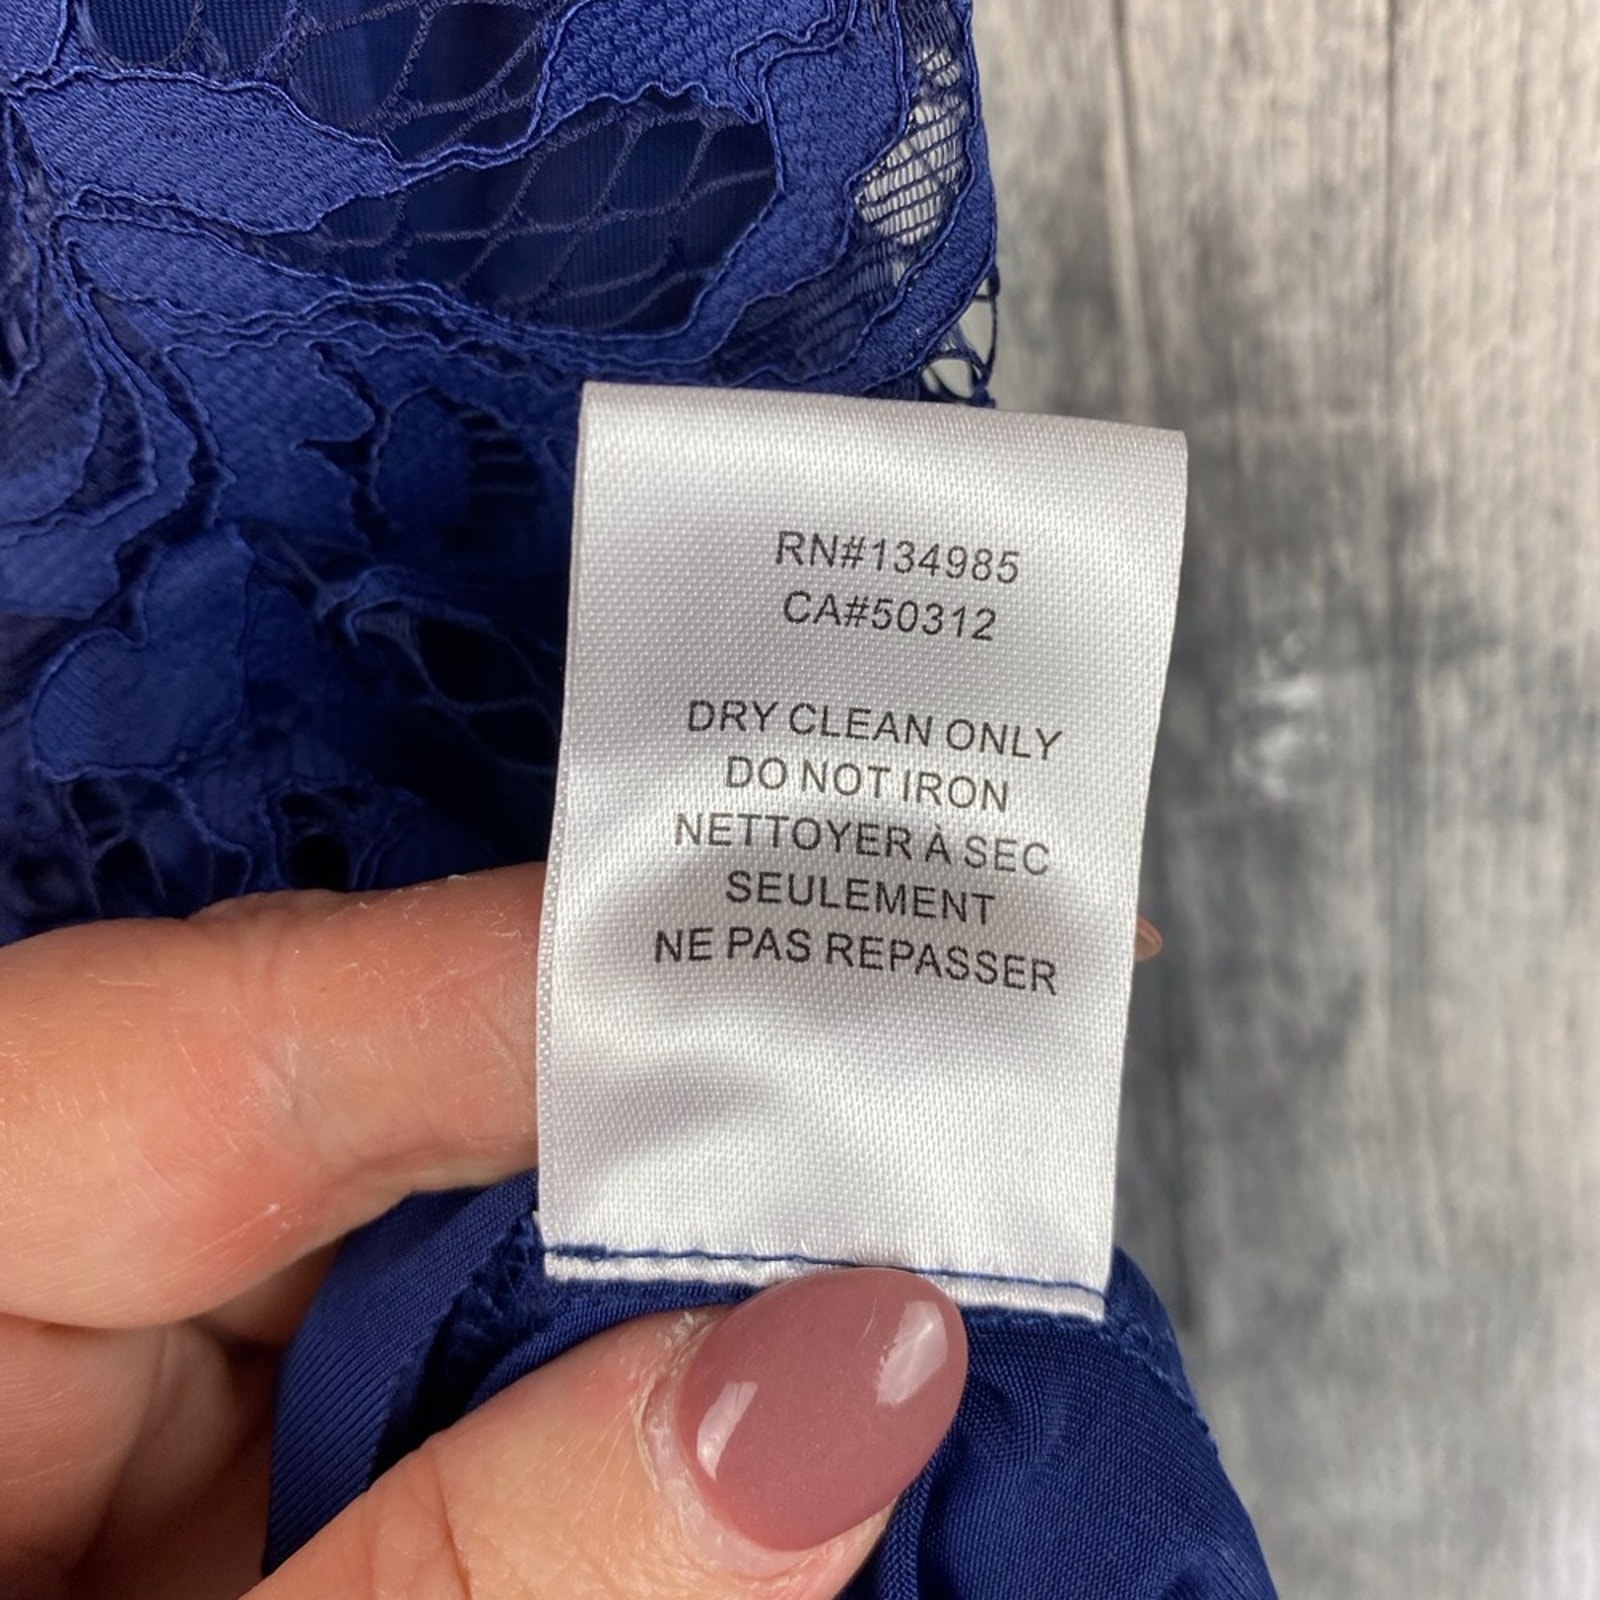 RN#134985
CA#50312
DRY CLEAN ONLY
DO NOT IRON
NETTOYER À SEC
SEULEMENT
NE PAS REPASSER